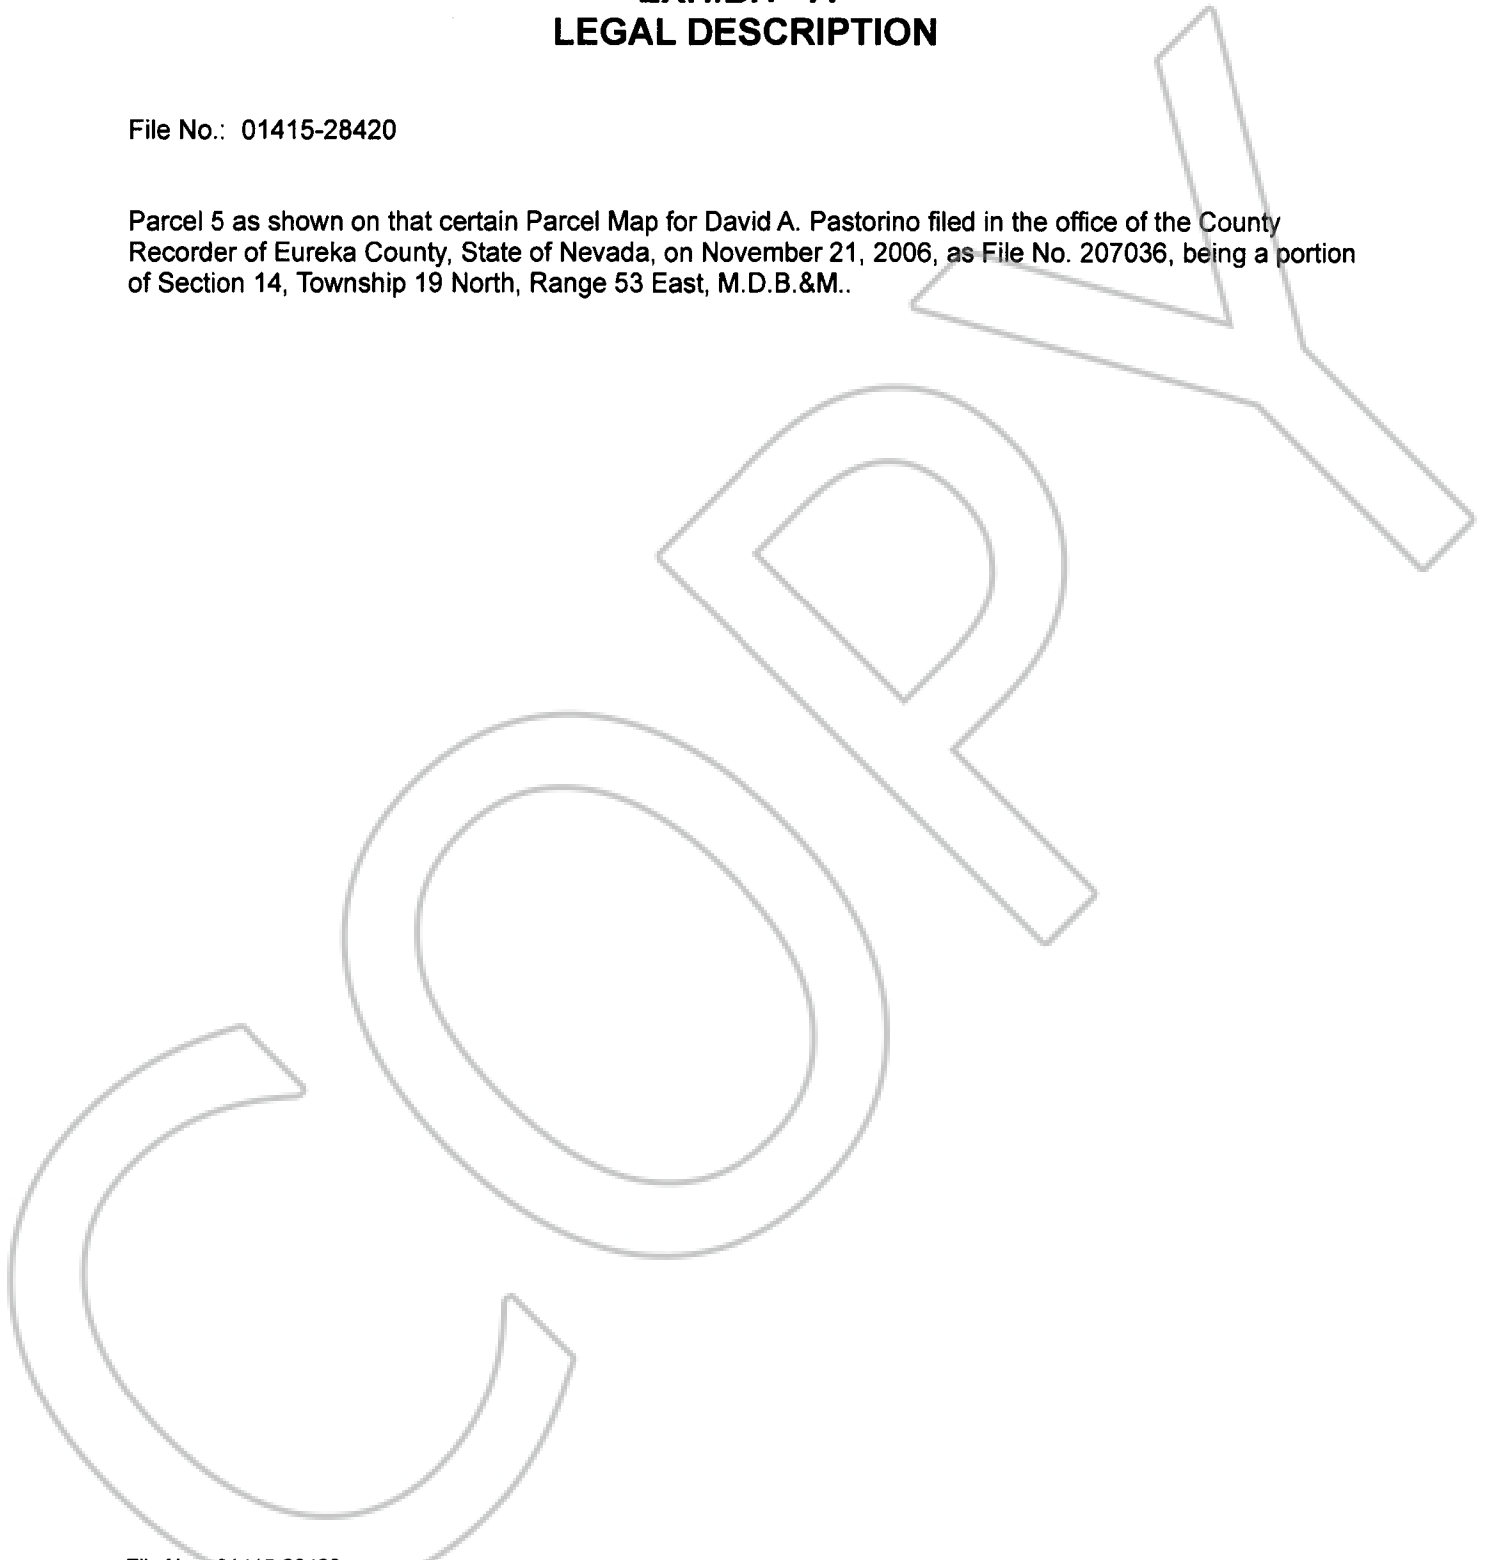 LEGAL DESCRIPTION
File No.: 01415-28420
Parcel 5 as shown on that certain Parcel Map for David A. Pastorino filed in the office of the County
Recorder of Eureka County, State of Nevada, on November 21, 2006, as File No. 207036, being a portion
of Section 14, Township 19 North, Range 53 East, M.D.B.&M..
COPY